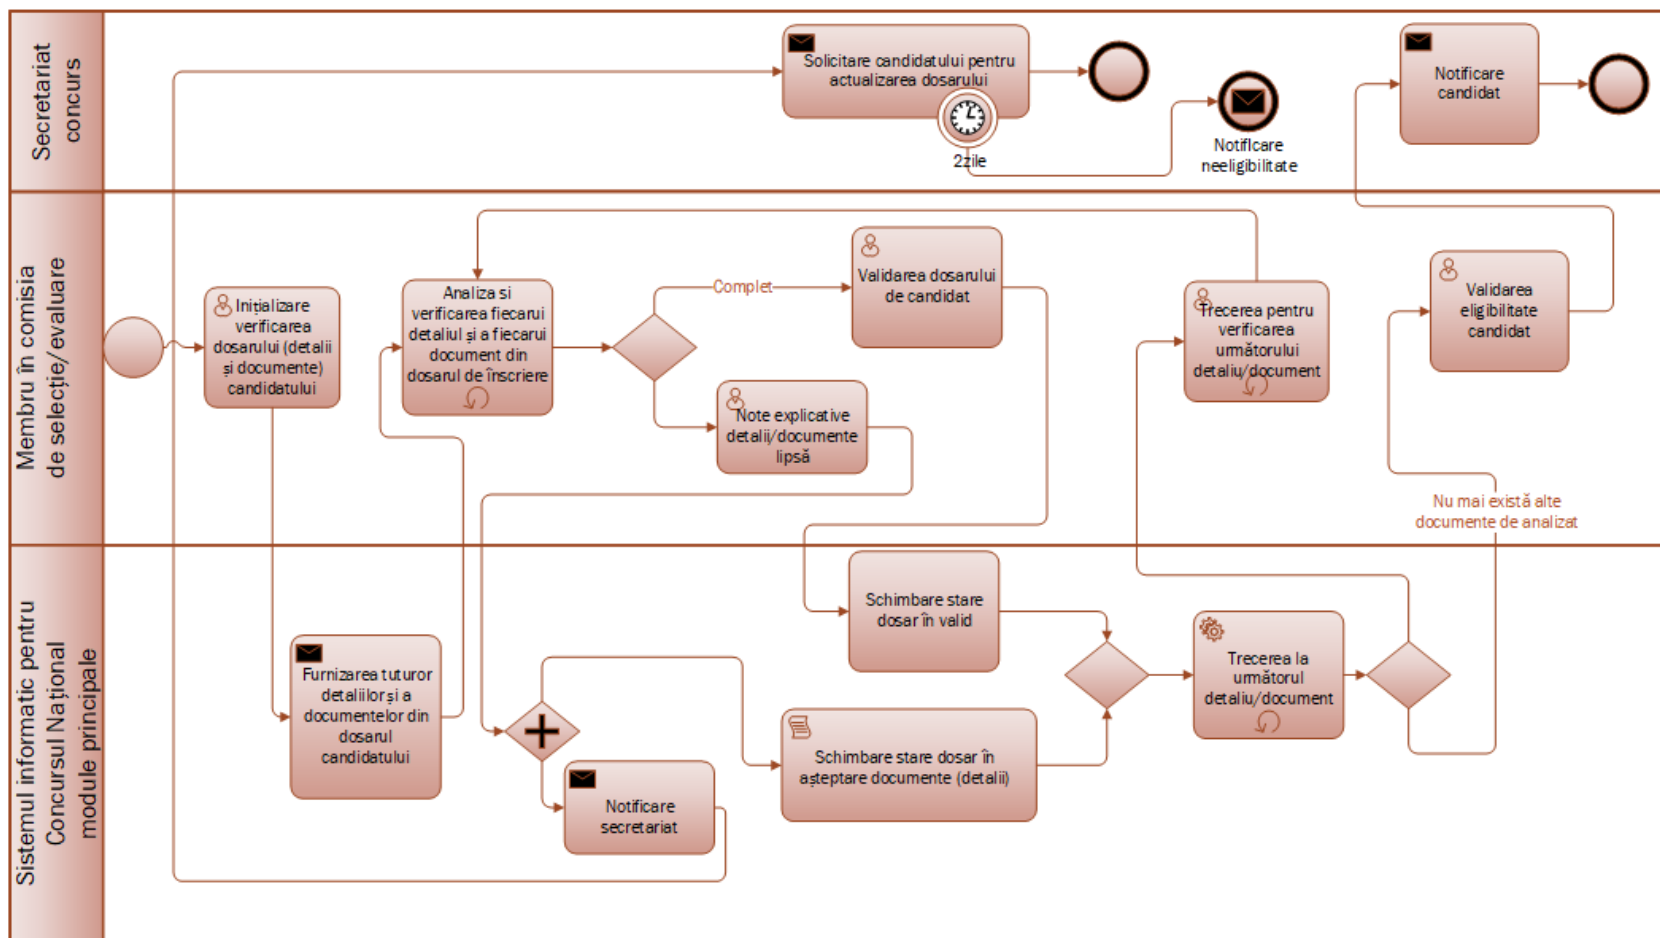 Secretariat
concurs
Solicitare candidatului pentru
actualizarea dosarului
2zile
Notificare
neeligibilitate
Notificare
candidat
Membru în comisia
de selecție/evaluare
Inițializare
verificarea
dosarului (detalii
și documente)
candidatului
Analiza si
verificarea fiecarui
detaliul și a fiecarui
document din
dosarul de înscriere
Complet
Validarea dosarului
de candidat
Note explicative
detalii/documente
lipsă
Trecerea pentru
verificarea
următorului
detaliu/document
Validarea
eligibilitate
candidat
Nu mai există alte
documente de analizat
Sistemul informatic pentru
Concursul Național
module principale
Furnizarea tuturor
detaliilor și a
documentelor din
dosarul
candidatului
Notificare
secretariat
Schimbare stare
dosar în valid
Schimbare stare dosar în
așteptare documente (detalii)
Trecerea la
următorul
detaliu/document